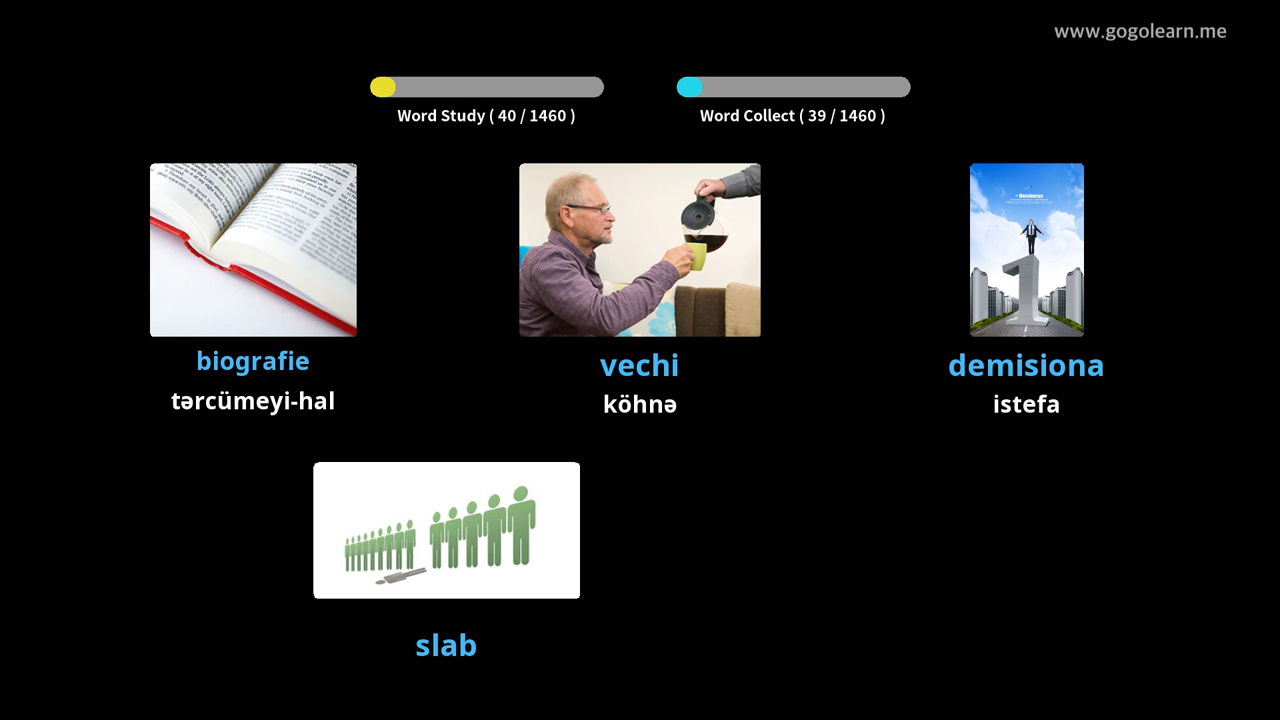 www.gogolearn.me
Word Study ( 40 / 1460 )
Word Collect ( 39 / 1460 )
Business
biografie
vechi
demisiona
tərcümeyi-hal
köhnə
istefa
slab